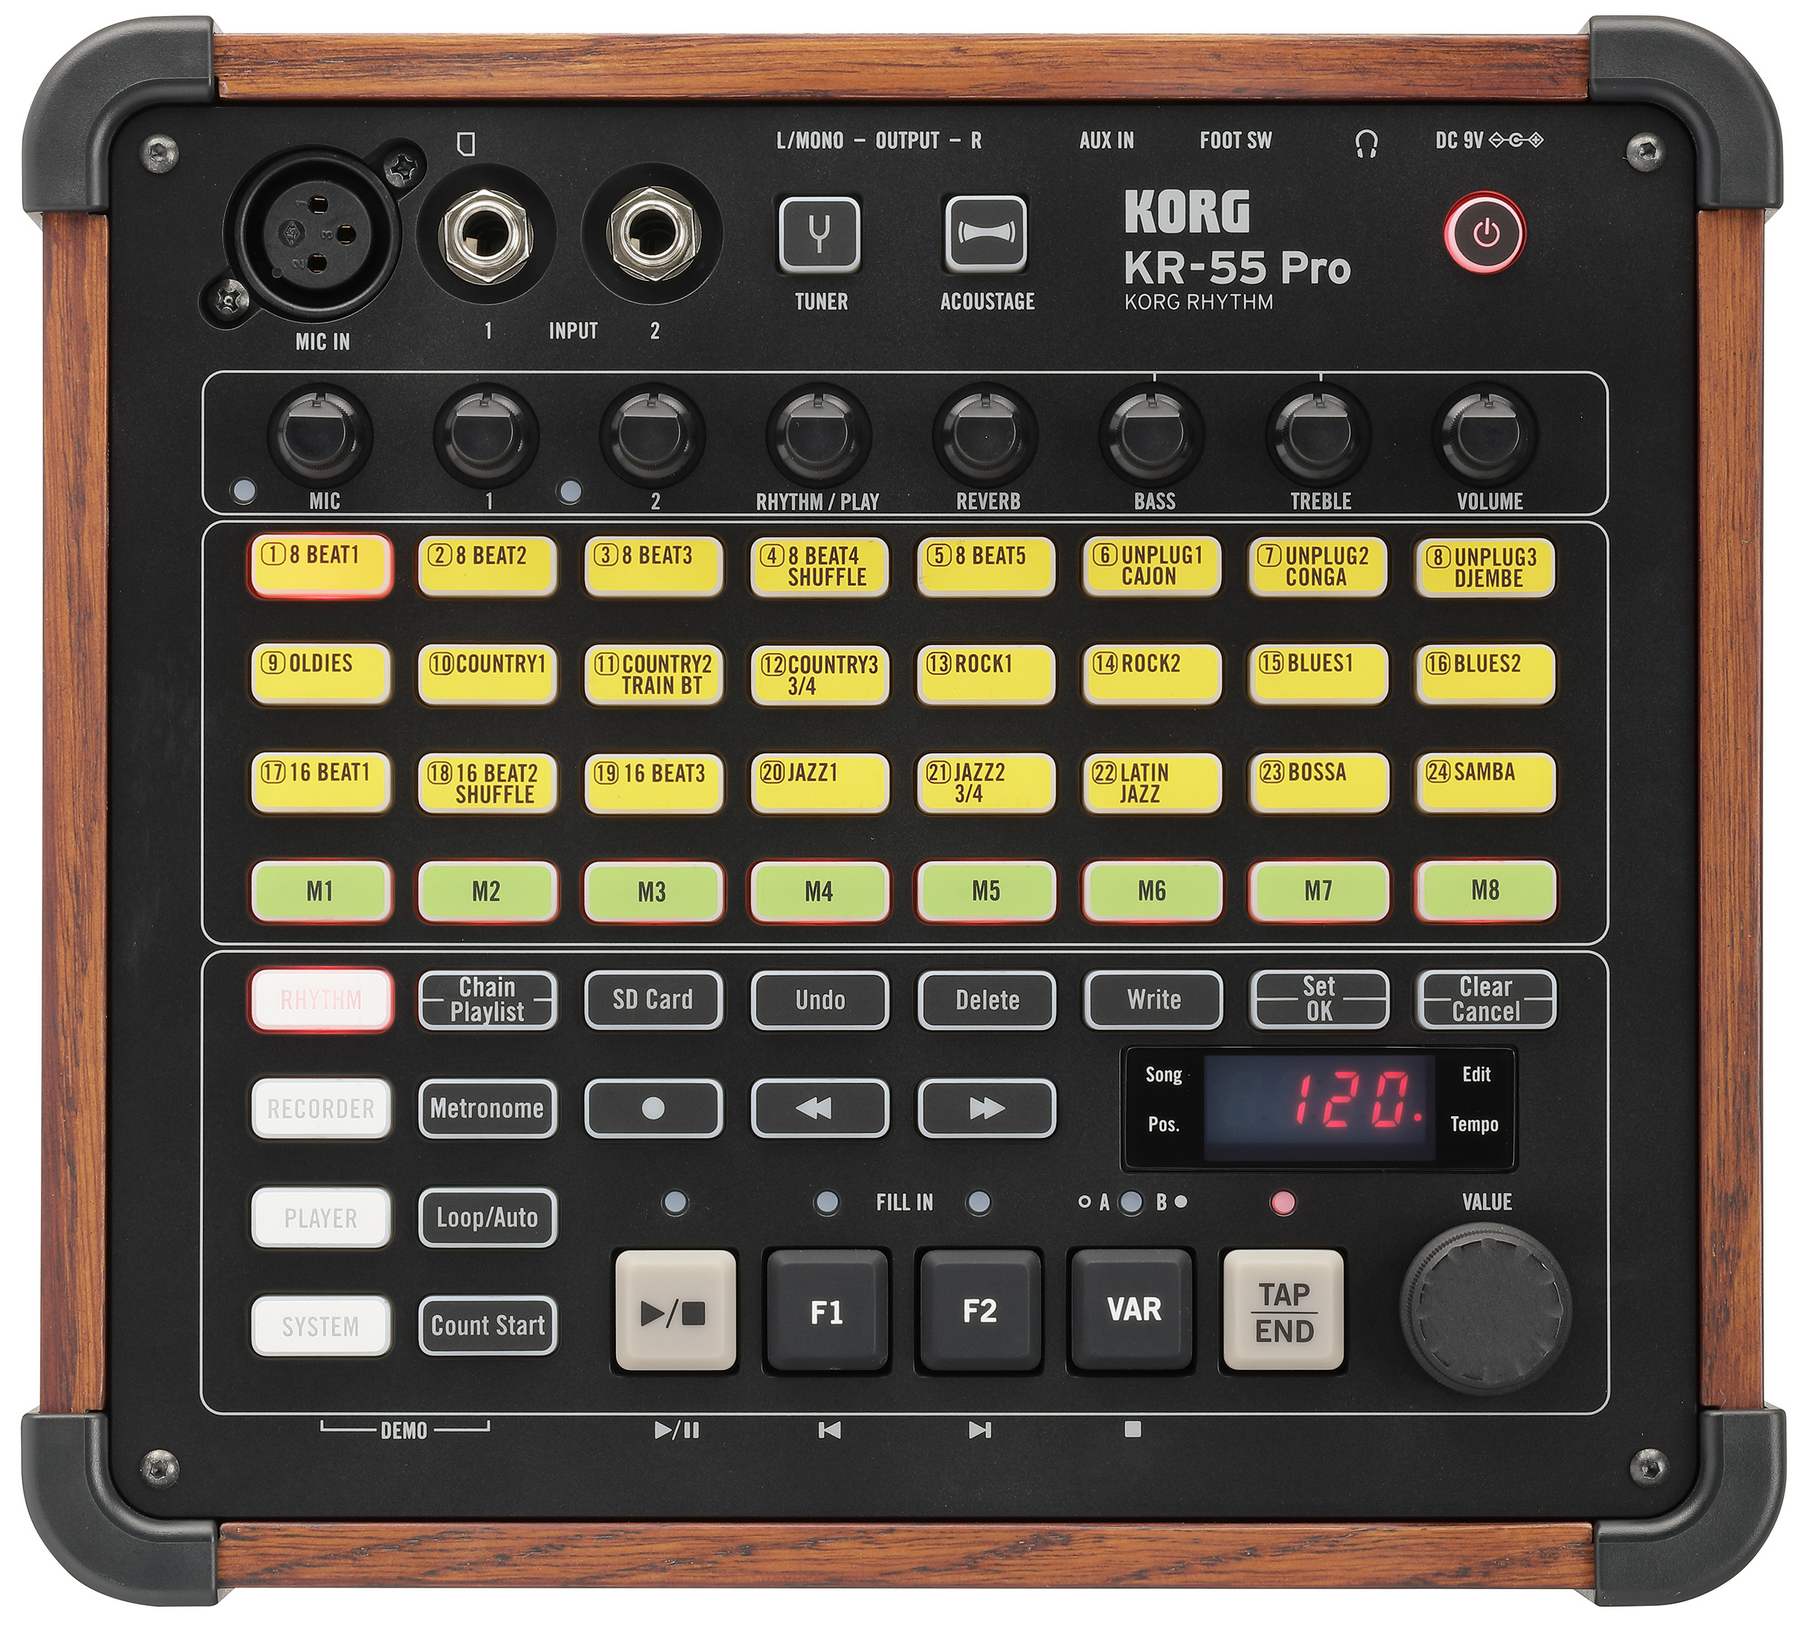 L/MONO – OUTPUT – R
AUX IN
FOOT SW
DC 9V
KORG
KR-55 Pro
KORG RHYTHM
TUNER
ACOUSTAGE
MIC IN
1
INPUT
2
MIC
1
2
RHYTHM / PLAY
REVERB
BASS
TREBLE
VOLUME
1 8 BEAT1
2 8 BEAT2
3 8 BEAT3
4 8 BEAT4
SHUFFLE
5 8 BEAT5
6 UNPLUG1
CAJON
7 UNPLUG2
CONGA
8 UNPLUG3
DJEMBE
9 OLDIES
10 COUNTRY1
11 COUNTRY2
TRAIN BT
12 COUNTRY3
3/4
13 ROCK1
14 ROCK2
15 BLUES1
16 BLUES2
17 16 BEAT1
18 16 BEAT2
SHUFFLE
19 16 BEAT3
20 JAZZ1
21 JAZZ2
3/4
22 LATIN
JAZZ
23 BOSSA
24 SAMBA
M1
M2
M3
M4
M5
M6
M7
M8
RHYTHM
Chain
Playlist
SD Card
Undo
Delete
Write
Set
OK
Clear
Cancel
RECORDER
Metronome
Song
Pos.
120.
Edit
Tempo
PLAYER
Loop/Auto
FILL IN
A
B
VALUE
SYSTEM
Count Start
F1
F2
VAR
TAP
END
DEMO